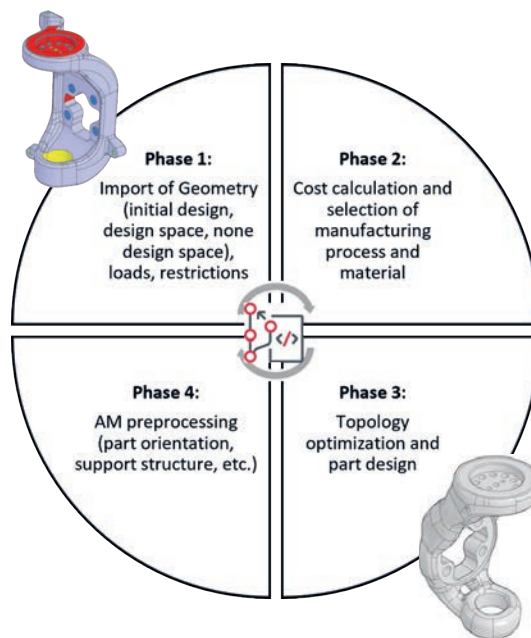 Phase 1:
Import of Geometry
(initial design,
design space, none
design space),
loads, restrictions
Phase 2:
Cost calculation and
selection of
manufacturing
process and
material
</>
Phase 4:
AM preprocessing
(part orientation,
support structure, etc.)
Phase 3:
Topology
optimization and
part design